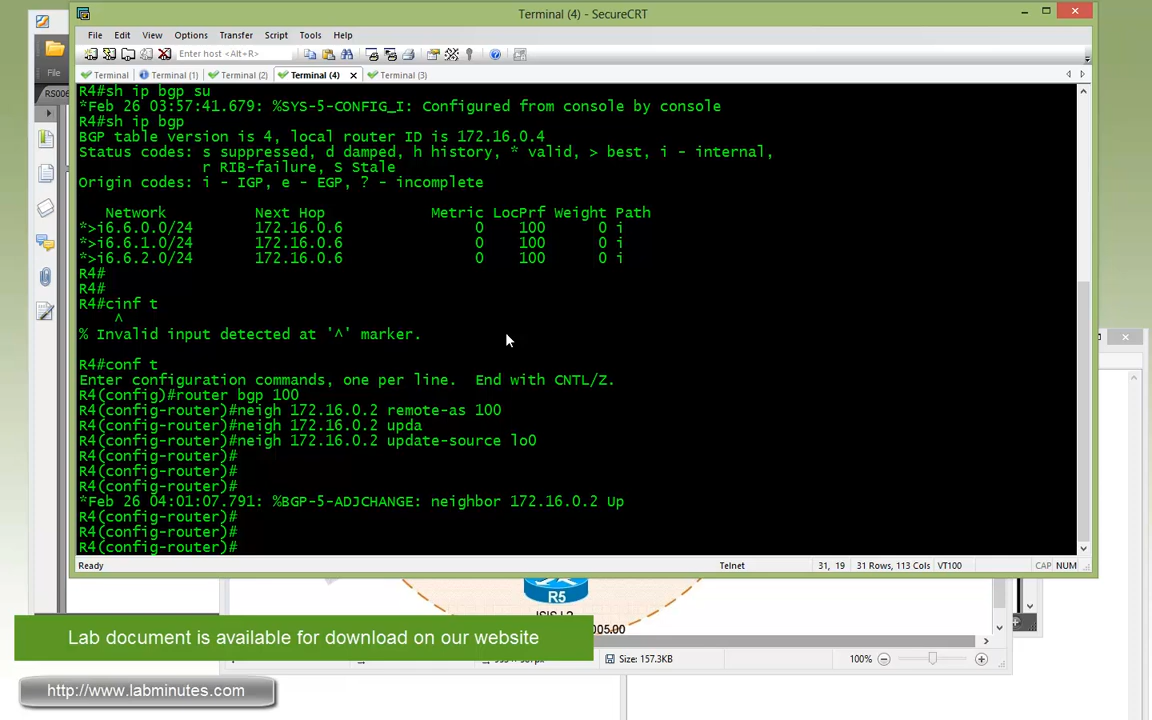 Terminal (4) - SecureCRT
File Edit View Options Transfer Script Tools Help
Enter host <Alt+R>
File
Terminal Terminal (1) Terminal (2) Terminal (4) Terminal (3)
RS006
R4#sh ip bgp su
*Feb 26 03:57:41.679: %SYS-5-CONFIG_I: Configured from console by console
R4#sh ip bgp
BGP table version is 4, local router ID is 172.16.0.4
Status codes: s suppressed, d damped, h history, * valid, > best, i - internal,
r RIB-failure, S Stale
Origin codes: i - IGP, e - EGP, ? - incomplete
Network Next Hop Metric LocPrf Weight Path
*>i6.6.0.0/24 172.16.0.6 0 100 0 i
*>i6.6.1.0/24 172.16.0.6 0 100 0 i
*>i6.6.2.0/24 172.16.0.6 0 100 0 i
R4#
R4#
R4#cinf t
^
% Invalid input detected at '^' marker.
R4#conf t
Enter configuration commands, one per line. End with CNTL/Z.
R4(config)#router bgp 100
R4(config-router)#neigh 172.16.0.2 remote-as 100
R4(config-router)#neigh 172.16.0.2 upda
R4(config-router)#neigh 172.16.0.2 update-source lo0
R4(config-router)#
R4(config-router)#
R4(config-router)#
*Feb 26 04:01:07.791: %BGP-5-ADJCHANGE: neighbor 172.16.0.2 Up
R4(config-router)#
R4(config-router)#
R4(config-router)#
Ready Telnet 31, 19 31 Rows, 113 Cols VT100 CAP NUM
R5
005.00
Lab document is available for download on our website
Size: 157.3KB 100%
http://www.labminutes.com